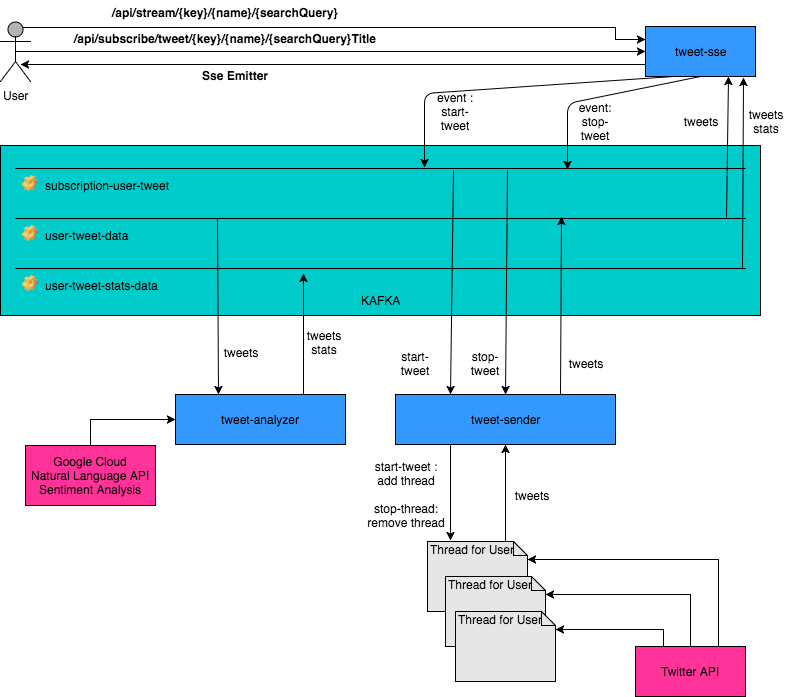 /api/stream/{key}/{name}/{searchQuery}
/api/subscribe/tweet/{key}/{name}/{searchQuery}Title
Sse Emitter
User
tweet-sse
event :
start-
tweet
event:
stop-
tweet
tweets
tweets
stats
subscription-user-tweet
user-tweet-data
user-tweet-stats-data
KAFKA
tweets
tweets
stats
start-
tweet
stop-
tweet
tweets
tweet-analyzer
tweet-sender
Google Cloud
Natural Language API
Sentiment Analysis
start-tweet :
add thread
stop-thread:
remove thread
tweets
Thread for User
Thread for User
Thread for User
Twitter API